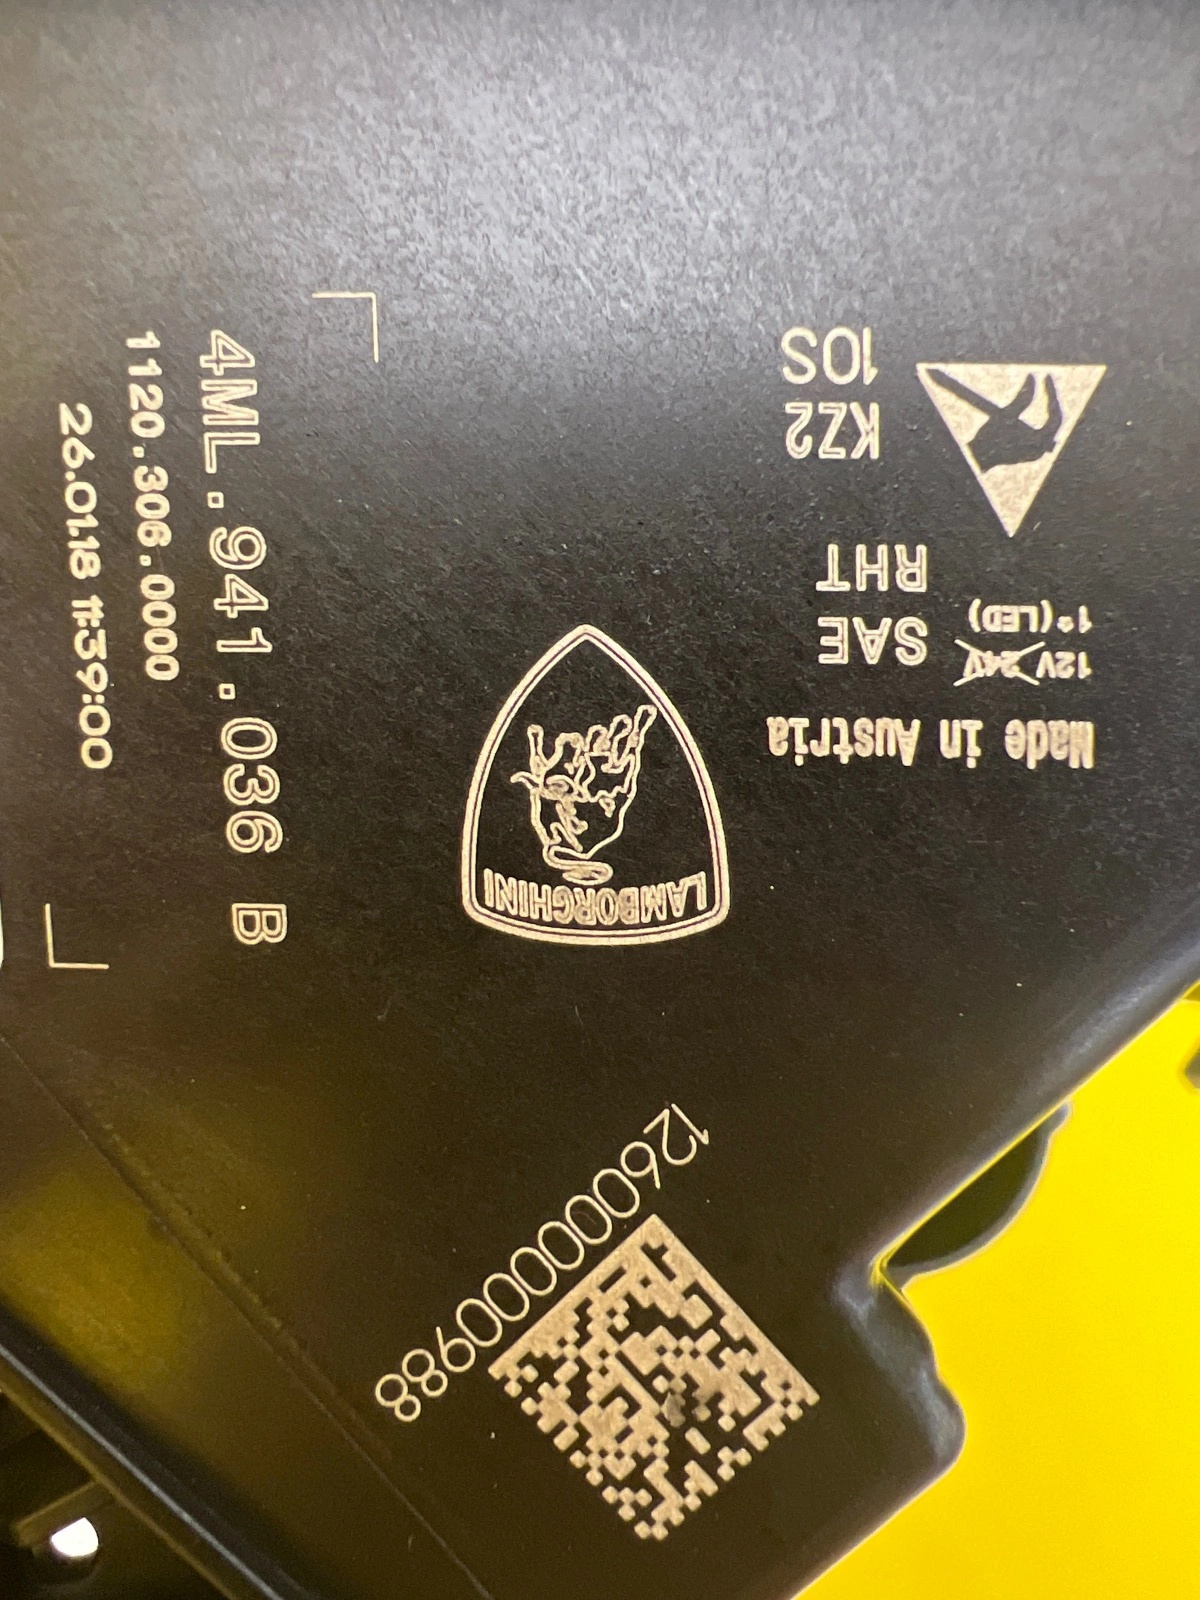 4ML.941.036 B
1120.306.0000
26.01.18 11:39:00
Made in Austria
12V 24V SAE
1°(LED) RHT
KZ2
10S
LAMBORGHINI
1260000000988